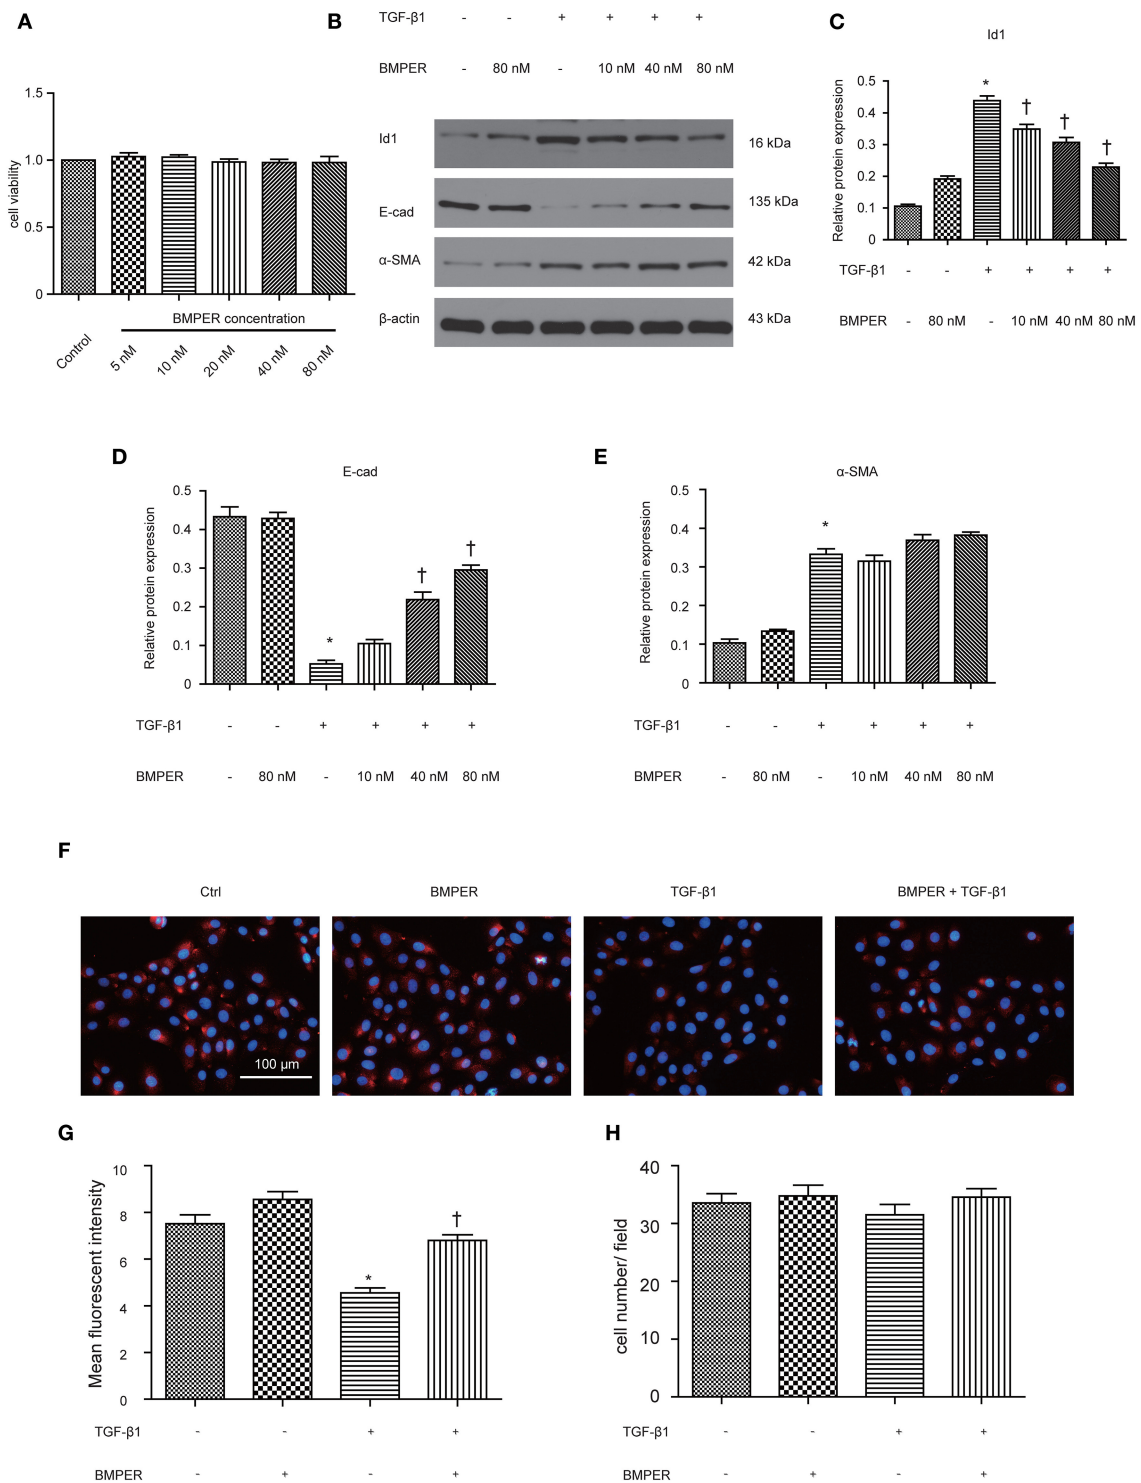 A
cell viability
1.5
1.0
0.5
0
BMPER concentration
Control
5 nM
10 nM
20 nM
40 nM
80 nM
B
TGF-β1 - - + + + +
BMPER - 80 nM - 10 nM 40 nM 80 nM
Id1 16 kDa
E-cad 135 kDa
α-SMA 42 kDa
β-actin 43 kDa
C
Id1
Relative protein expression
0.5
0.4
0.3
0.2
0.1
0
* † † †
TGF-β1 - - + + + +
BMPER - 80 nM - 10 nM 40 nM 80 nM
D
E-cad
Relative protein expression
0.5
0.4
0.3
0.2
0.1
0
* † †
TGF-β1 - - + + + +
BMPER - 80 nM - 10 nM 40 nM 80 nM
E
α-SMA
Relative protein expression
0.5
0.4
0.3
0.2
0.1
0
*
TGF-β1 - - + + + +
BMPER - 80 nM - 10 nM 40 nM 80 nM
F
Ctrl BMPER TGF-β1 BMPER + TGF-β1
100 µm
G
Mean fluorescent intensity
10
8
6
4
2
0
* †
TGF-β1 - - + +
BMPER - + - +
H
cell number/ field
40
30
20
10
0
TGF-β1 - - + +
BMPER - + - +